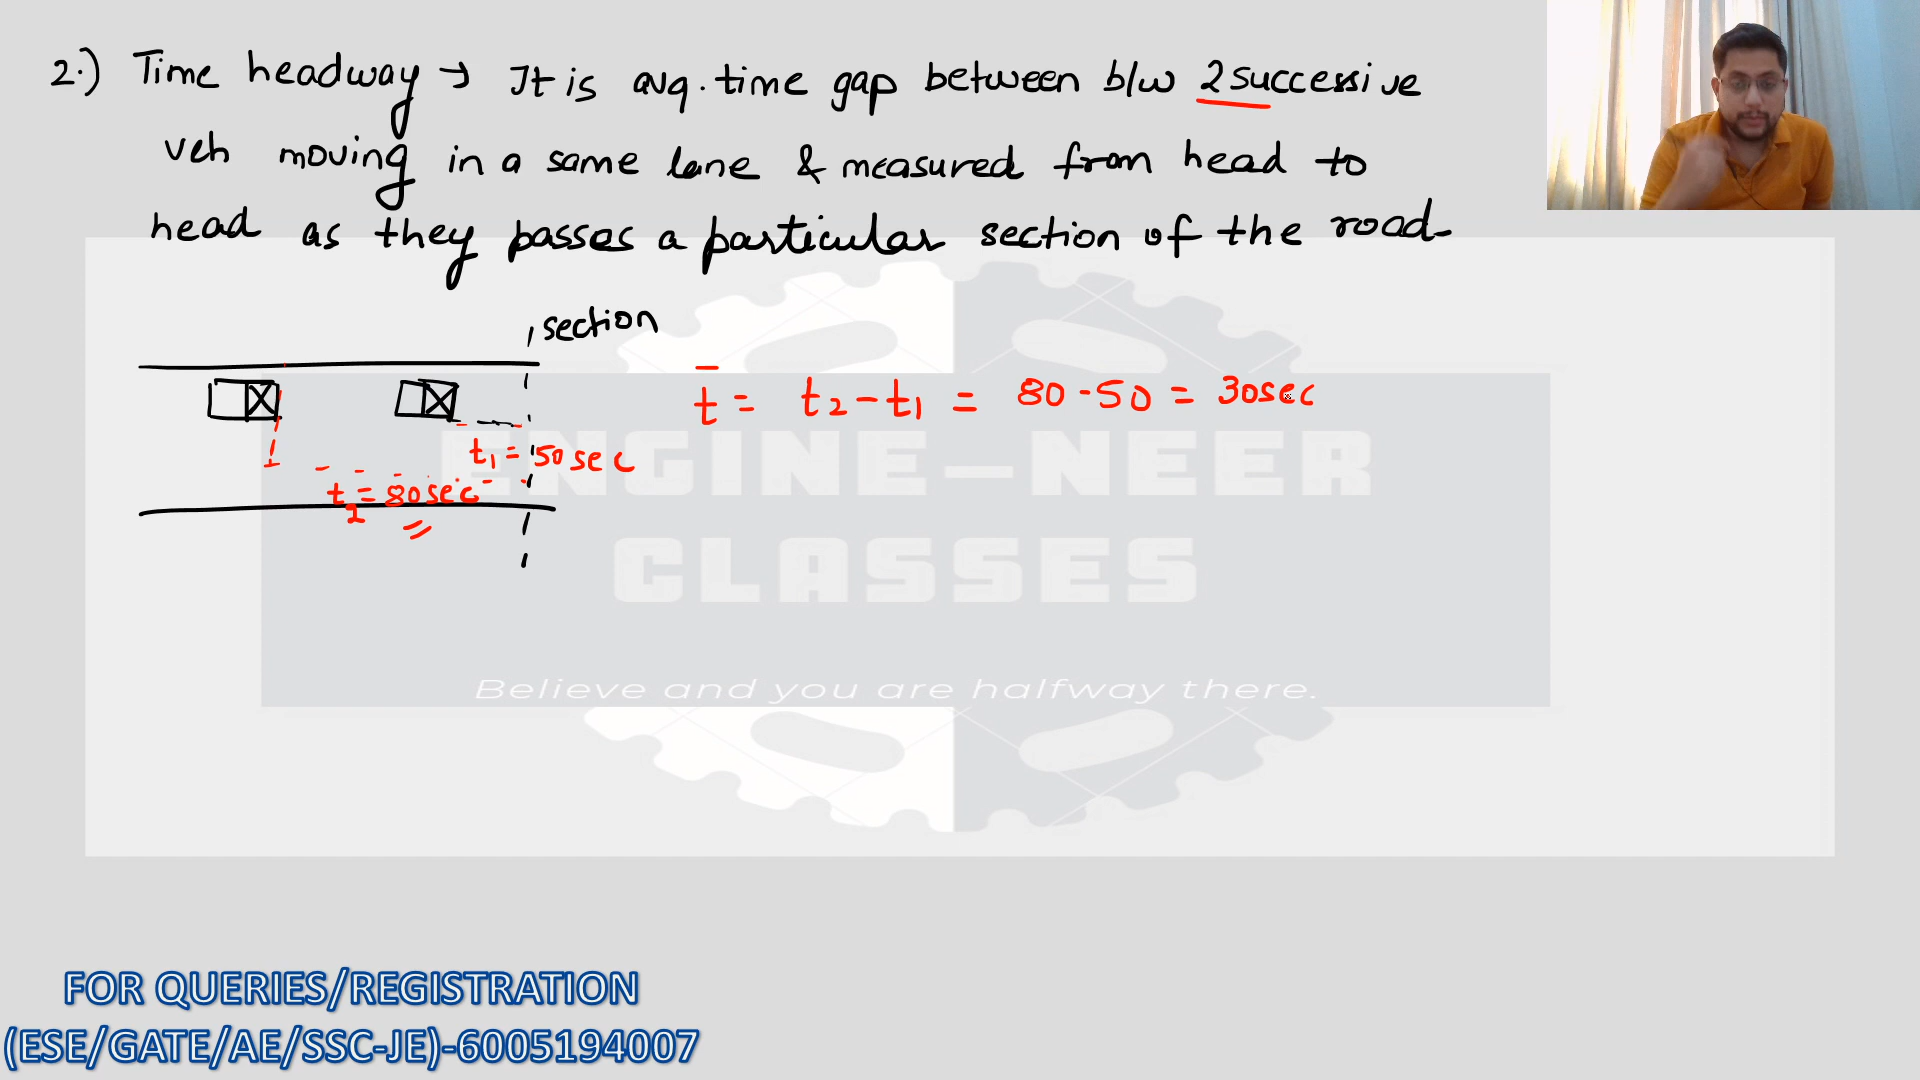 2.) Time headway → It is avg. time gap between b/w 2 successive
veh moving in a same lane & measured from head to
head as they passes a particular section of the road
section
t̄ = t₂ - t₁ = 80 - 50 = 30sec
t₁ = 50 sec
t₂ = 80 sec
ENGINE-NEER
CLASSES
Believe and you are halfway there.
FOR QUERIES/REGISTRATION
(ESE/GATE/AE/SSC-JE)-6005194007